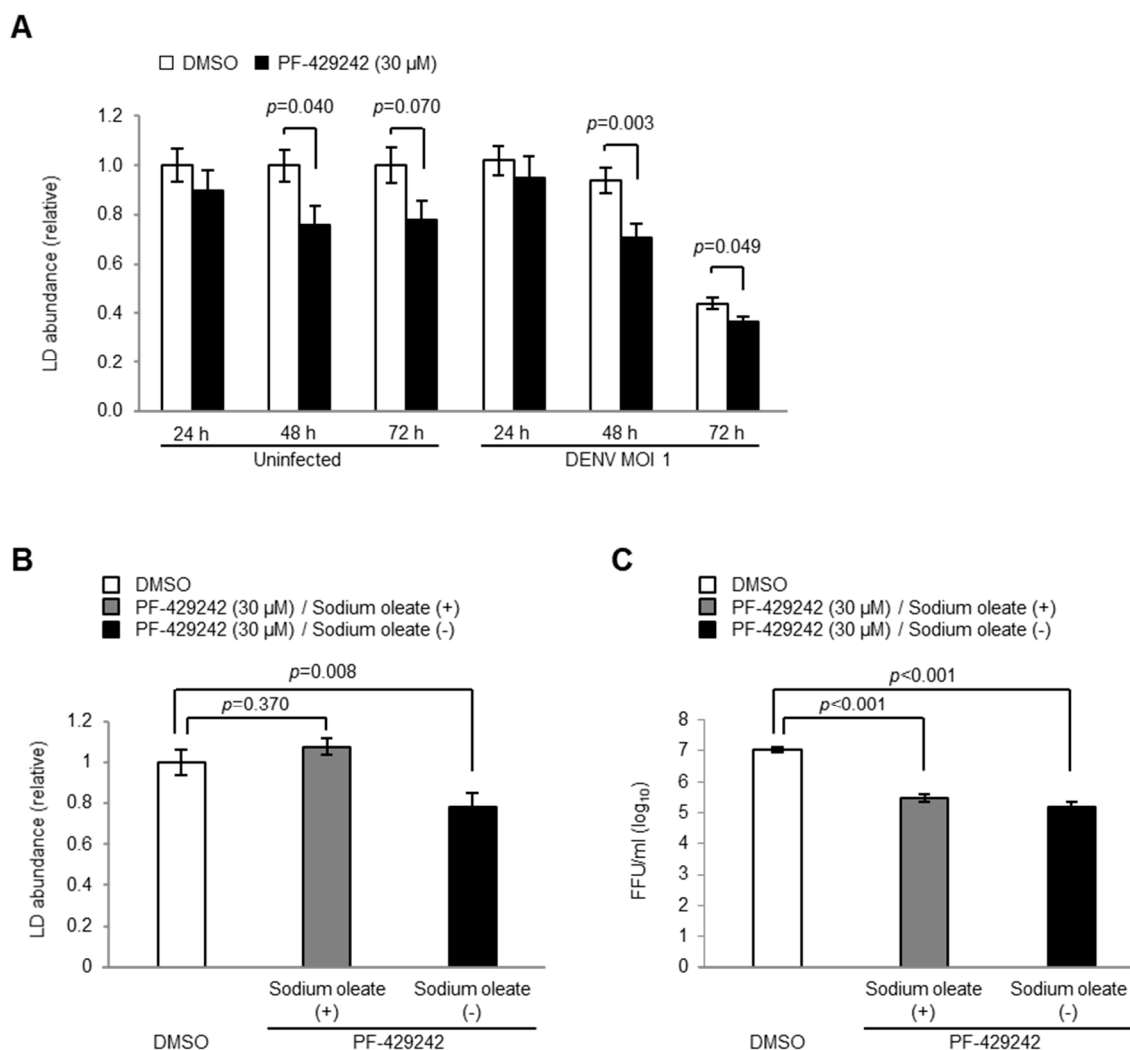 A
DMSO PF-429242 (30 µM)
p=0.040 p=0.070 p=0.003 p=0.049
LD abundance (relative)
1.2
1.0
0.8
0.6
0.4
0.2
0.0
24 h 48 h 72 h 24 h 48 h 72 h
Uninfected DENV MOI 1
B
DMSO
PF-429242 (30 µM) / Sodium oleate (+)
PF-429242 (30 µM) / Sodium oleate (-)
p=0.008
p=0.370
LD abundance (relative)
1.2
1
0.8
0.6
0.4
0.2
0
Sodium oleate (+)
Sodium oleate (-)
DMSO PF-429242
C
DMSO
PF-429242 (30 µM) / Sodium oleate (+)
PF-429242 (30 µM) / Sodium oleate (-)
p<0.001
p<0.001
FFU/ml (log10)
8
7
6
5
4
3
2
1
0
Sodium oleate (+)
Sodium oleate (-)
DMSO PF-429242